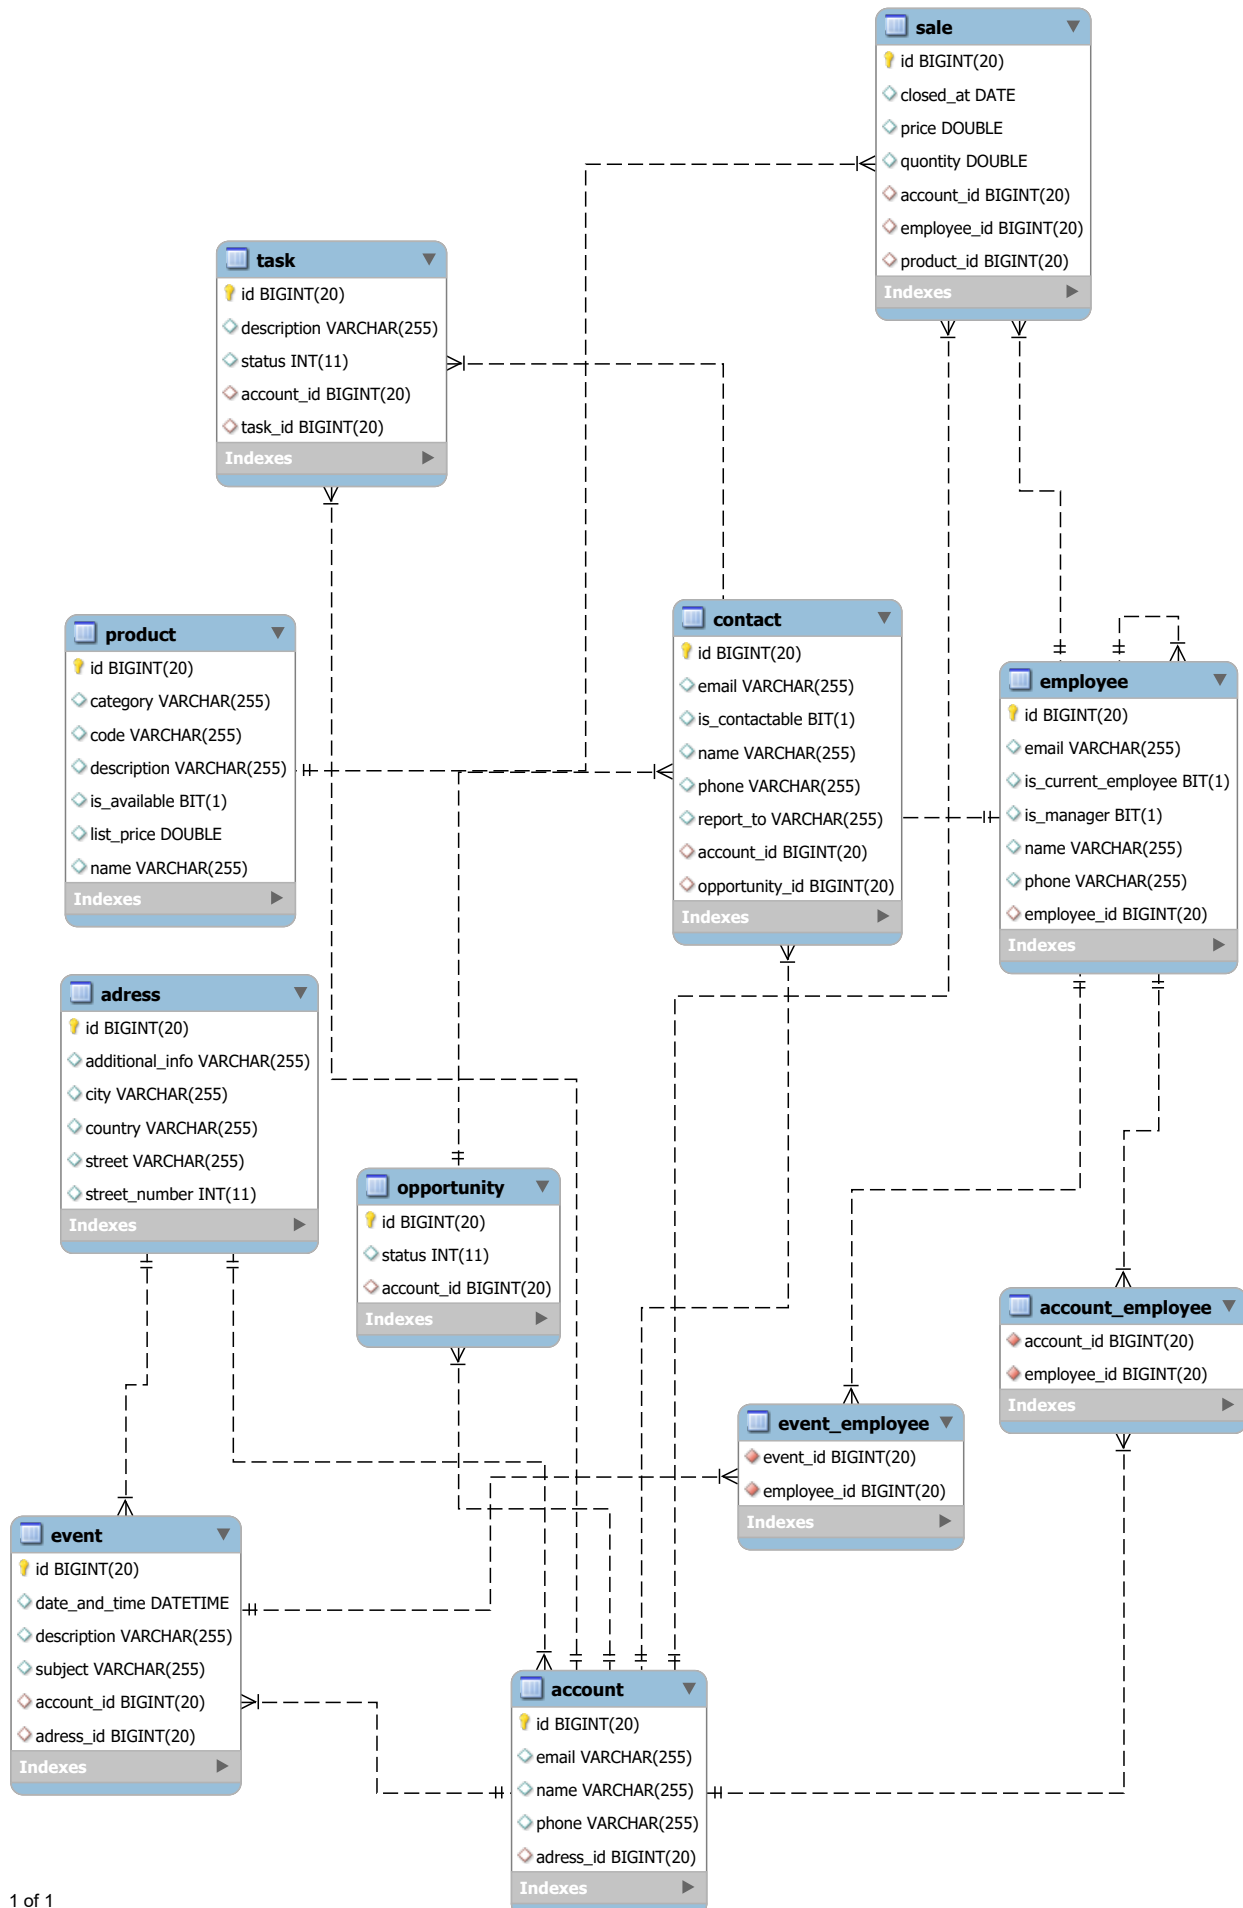 sale
id BIGINT(20)
closed_at DATE
price DOUBLE
quontity DOUBLE
account_id BIGINT(20)
employee_id BIGINT(20)
product_id BIGINT(20)
Indexes
task
id BIGINT(20)
description VARCHAR(255)
status INT(11)
account_id BIGINT(20)
task_id BIGINT(20)
Indexes
product
id BIGINT(20)
category VARCHAR(255)
code VARCHAR(255)
description VARCHAR(255)
is_available BIT(1)
list_price DOUBLE
name VARCHAR(255)
Indexes
contact
id BIGINT(20)
email VARCHAR(255)
is_contactable BIT(1)
name VARCHAR(255)
phone VARCHAR(255)
report_to VARCHAR(255)
account_id BIGINT(20)
opportunity_id BIGINT(20)
Indexes
employee
id BIGINT(20)
email VARCHAR(255)
is_current_employee BIT(1)
is_manager BIT(1)
name VARCHAR(255)
phone VARCHAR(255)
employee_id BIGINT(20)
Indexes
adress
id BIGINT(20)
additional_info VARCHAR(255)
city VARCHAR(255)
country VARCHAR(255)
street VARCHAR(255)
street_number INT(11)
Indexes
opportunity
id BIGINT(20)
status INT(11)
account_id BIGINT(20)
Indexes
account_employee
account_id BIGINT(20)
employee_id BIGINT(20)
Indexes
event_employee
event_id BIGINT(20)
employee_id BIGINT(20)
Indexes
event
id BIGINT(20)
date_and_time DATETIME
description VARCHAR(255)
subject VARCHAR(255)
account_id BIGINT(20)
adress_id BIGINT(20)
Indexes
account
id BIGINT(20)
email VARCHAR(255)
name VARCHAR(255)
phone VARCHAR(255)
adress_id BIGINT(20)
Indexes
1 of 1